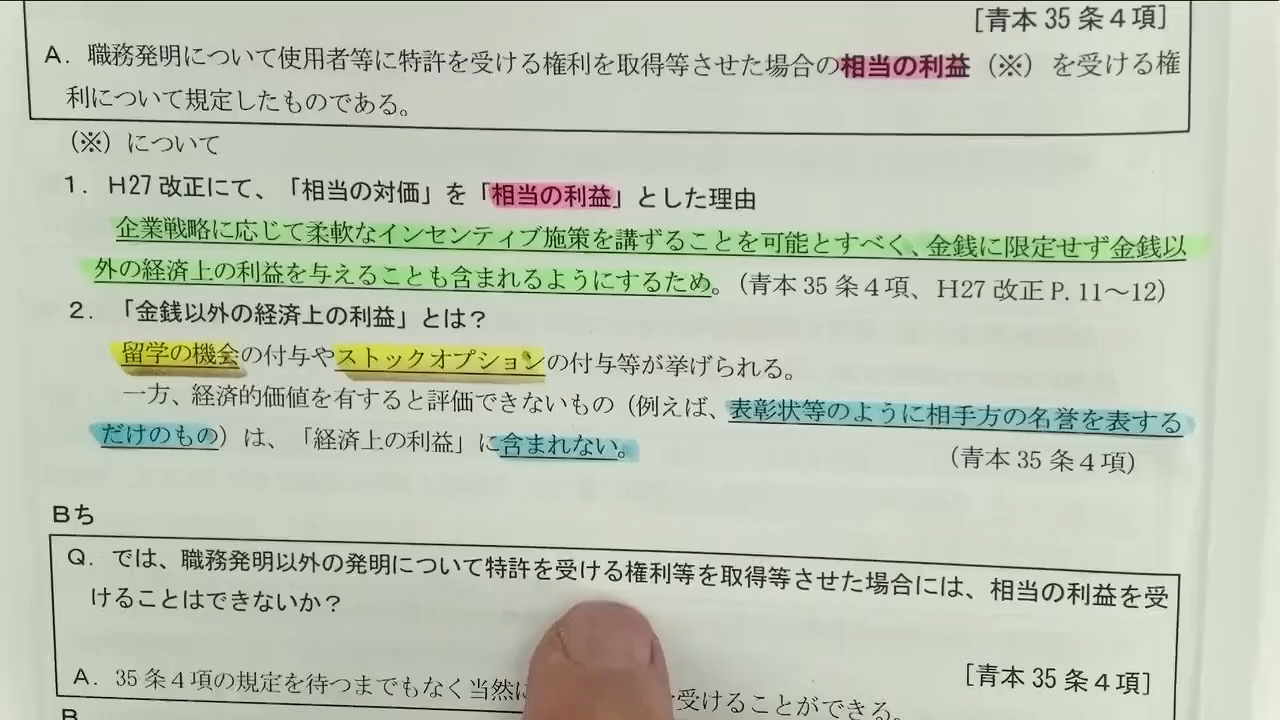 [青本 35 条４項]
A．職務発明について使用者等に特許を受ける権利を取得等させた場合の相当の利益（※）を受ける権
利について規定したものである。
（※）について
１．H27 改正にて、「相当の対価」を「相当の利益」とした理由
企業戦略に応じて柔軟なインセンティブ施策を講ずることを可能とすべく、金銭に限定せず金銭以
外の経済上の利益を与えることも含まれるようにするため。（青本 35 条４項、H27 改正 P. 11～12）
２．「金銭以外の経済上の利益」とは？
留学の機会の付与やストックオプションの付与等が挙げられる。
一方、経済的価値を有すると評価できないもの（例えば、表彰状等のように相手方の名誉を表する
だけのもの）は、「経済上の利益」に含まれない。
（青本 35 条４項）
Bち
Q．では、職務発明以外の発明について特許を受ける権利等を取得等させた場合には、相当の利益を受
けることはできないか？
[青本 35 条４項]
A．35 条４項の規定を待つまでもなく当然に
受けることができる。